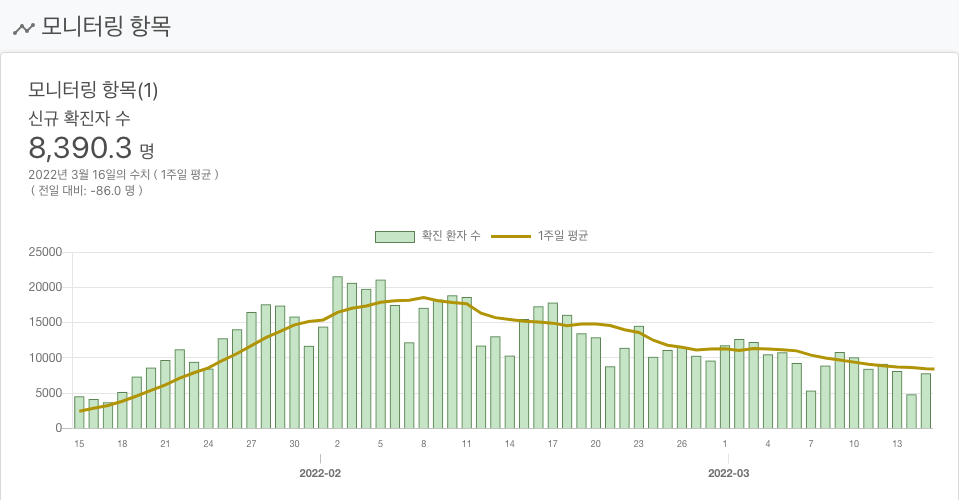 모니터링 항목
모니터링 항목(1)
신규 확진자 수
8,390.3 명
2022년 3월 16일의 수치 ( 1주일 평균 )
( 전일 대비: -86.0 명 )
확진 환자 수 1주일 평균
25000
20000
15000
10000
5000
0
15 18 21 24 27 30 2 5 8 11 14 17 20 23 26 1 4 7 10 13
2022-02 2022-03